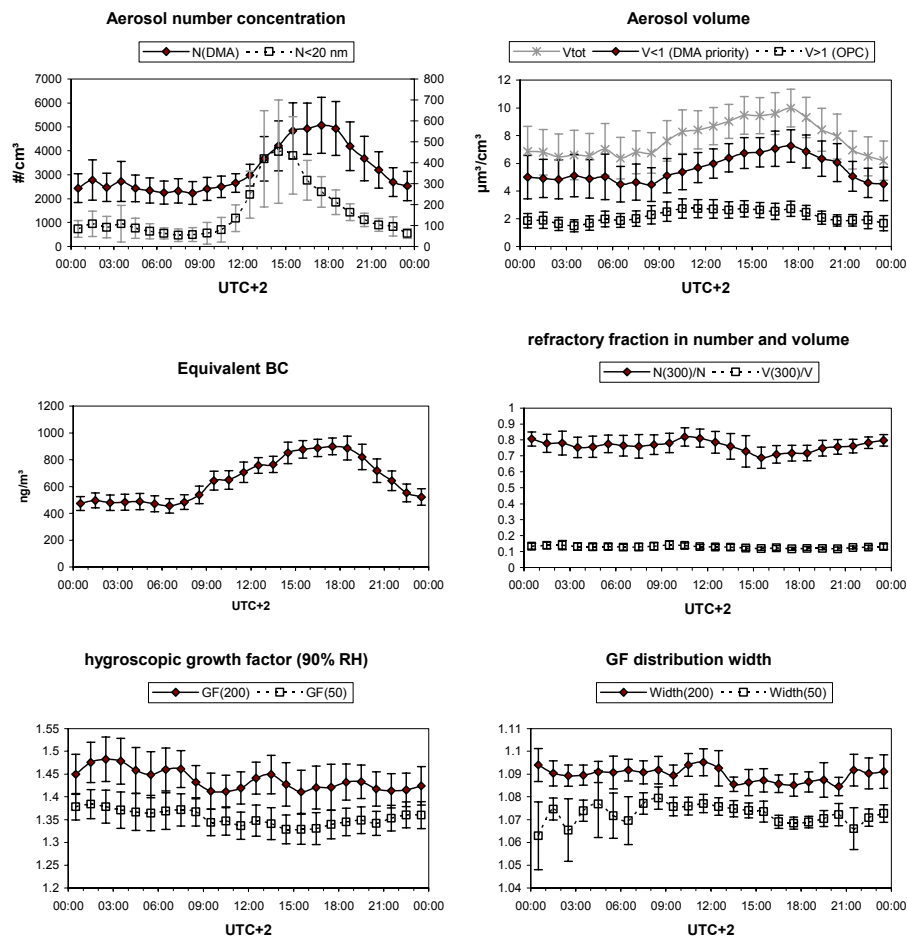 Aerosol number concentration
N(DMA) N<20 nm
7000
6000
5000
4000
3000
2000
1000
0
800
700
600
500
400
300
200
100
0
#/cm³
00:00 03:00 06:00 09:00 12:00 15:00 18:00 21:00 00:00
UTC+2
Aerosol volume
Vtot V<1 (DMA priority) V>1 (OPC)
12
10
8
6
4
2
0
µm³/cm³
00:00 03:00 06:00 09:00 12:00 15:00 18:00 21:00 00:00
UTC+2
Equivalent BC
1200
1000
800
600
400
200
0
ng/m³
00:00 03:00 06:00 09:00 12:00 15:00 18:00 21:00 00:00
UTC+2
refractory fraction in number and volume
N(300)/N V(300)/V
1
0.9
0.8
0.7
0.6
0.5
0.4
0.3
0.2
0.1
0
00:00 03:00 06:00 09:00 12:00 15:00 18:00 21:00 00:00
UTC+2
hygroscopic growth factor (90% RH)
GF(200) GF(50)
1.55
1.5
1.45
1.4
1.35
1.3
1.25
1.2
00:00 03:00 06:00 09:00 12:00 15:00 18:00 21:00 00:00
UTC+2
GF distribution width
Width(200) Width(50)
1.11
1.10
1.09
1.08
1.07
1.06
1.05
1.04
00:00 03:00 06:00 09:00 12:00 15:00 18:00 21:00 00:00
UTC+2